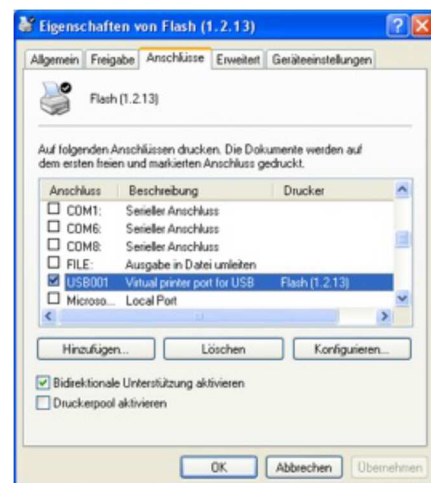 Eigenschaften von Flash (1.2.13)
Allgemein Freigabe Anschlüsse Erweitert Geräteeinstellungen
Flash (1.2.13)
Auf folgenden Anschlüssen drucken. Die Dokumente werden auf
dem ersten freien und markierten Anschluss gedruckt.
Anschluss Beschreibung Drucker
COM1: Serieller Anschluss
COM6: Serieller Anschluss
COM8: Serieller Anschluss
FILE: Ausgabe in Datei umleiten
USB001 Virtual printer port for USB Flash (1.2.13)
Microso... Local Port
Hinzufügen... Löschen Konfigurieren...
Bidirektionale Unterstützung aktivieren
Druckerpool aktivieren
OK Abbrechen Übernehmen